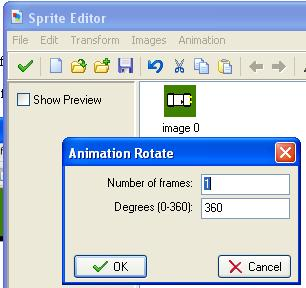 Sprite Editor
File Edit Transform Images Animation
Show Preview
image 0
Animation Rotate
Number of frames: 1
Degrees (0-360): 360
OK Cancel